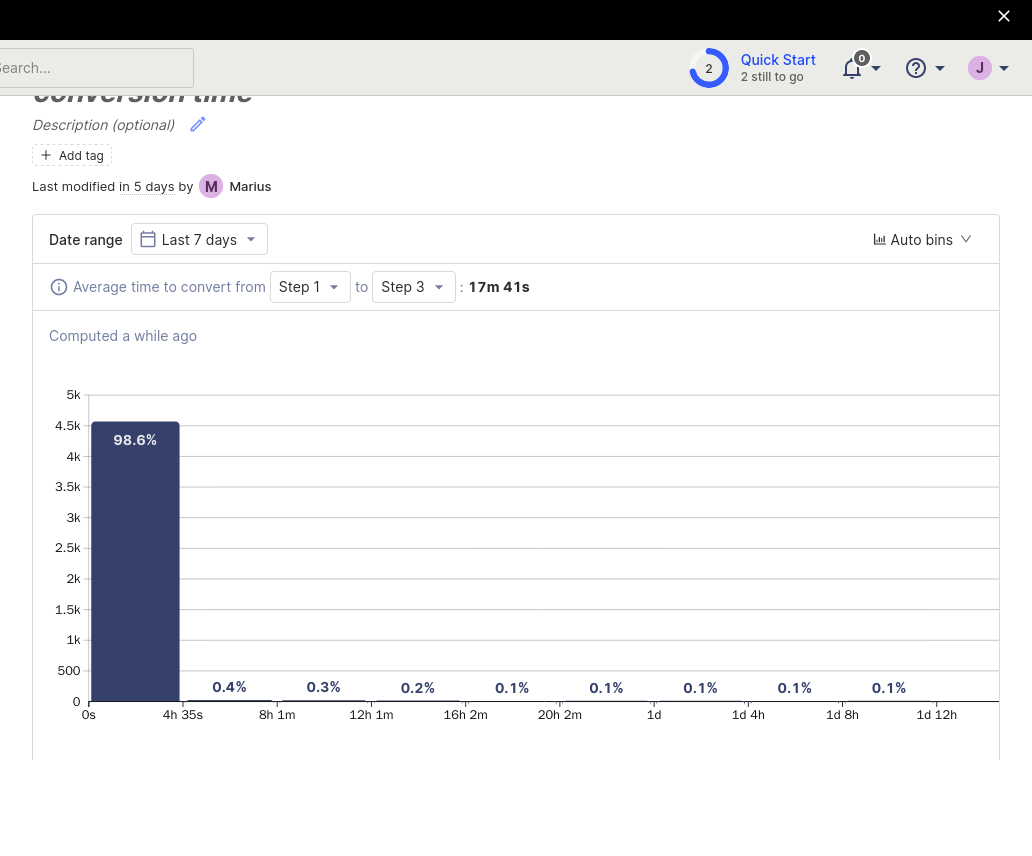 Search...
2
Quick Start
2 still to go
0
J
conversion time
Description (optional)
Add tag
Last modified in 5 days by M Marius
Date range Last 7 days Auto bins
Average time to convert from Step 1 to Step 3 : 17m 41s
Computed a while ago
5k
4.5k
4k
3.5k
3k
2.5k
2k
1.5k
1k
500
0
98.6% 0.4% 0.3% 0.2% 0.1% 0.1% 0.1% 0.1% 0.1%
0s 4h 35s 8h 1m 12h 1m 16h 2m 20h 2m 1d 1d 4h 1d 8h 1d 12h